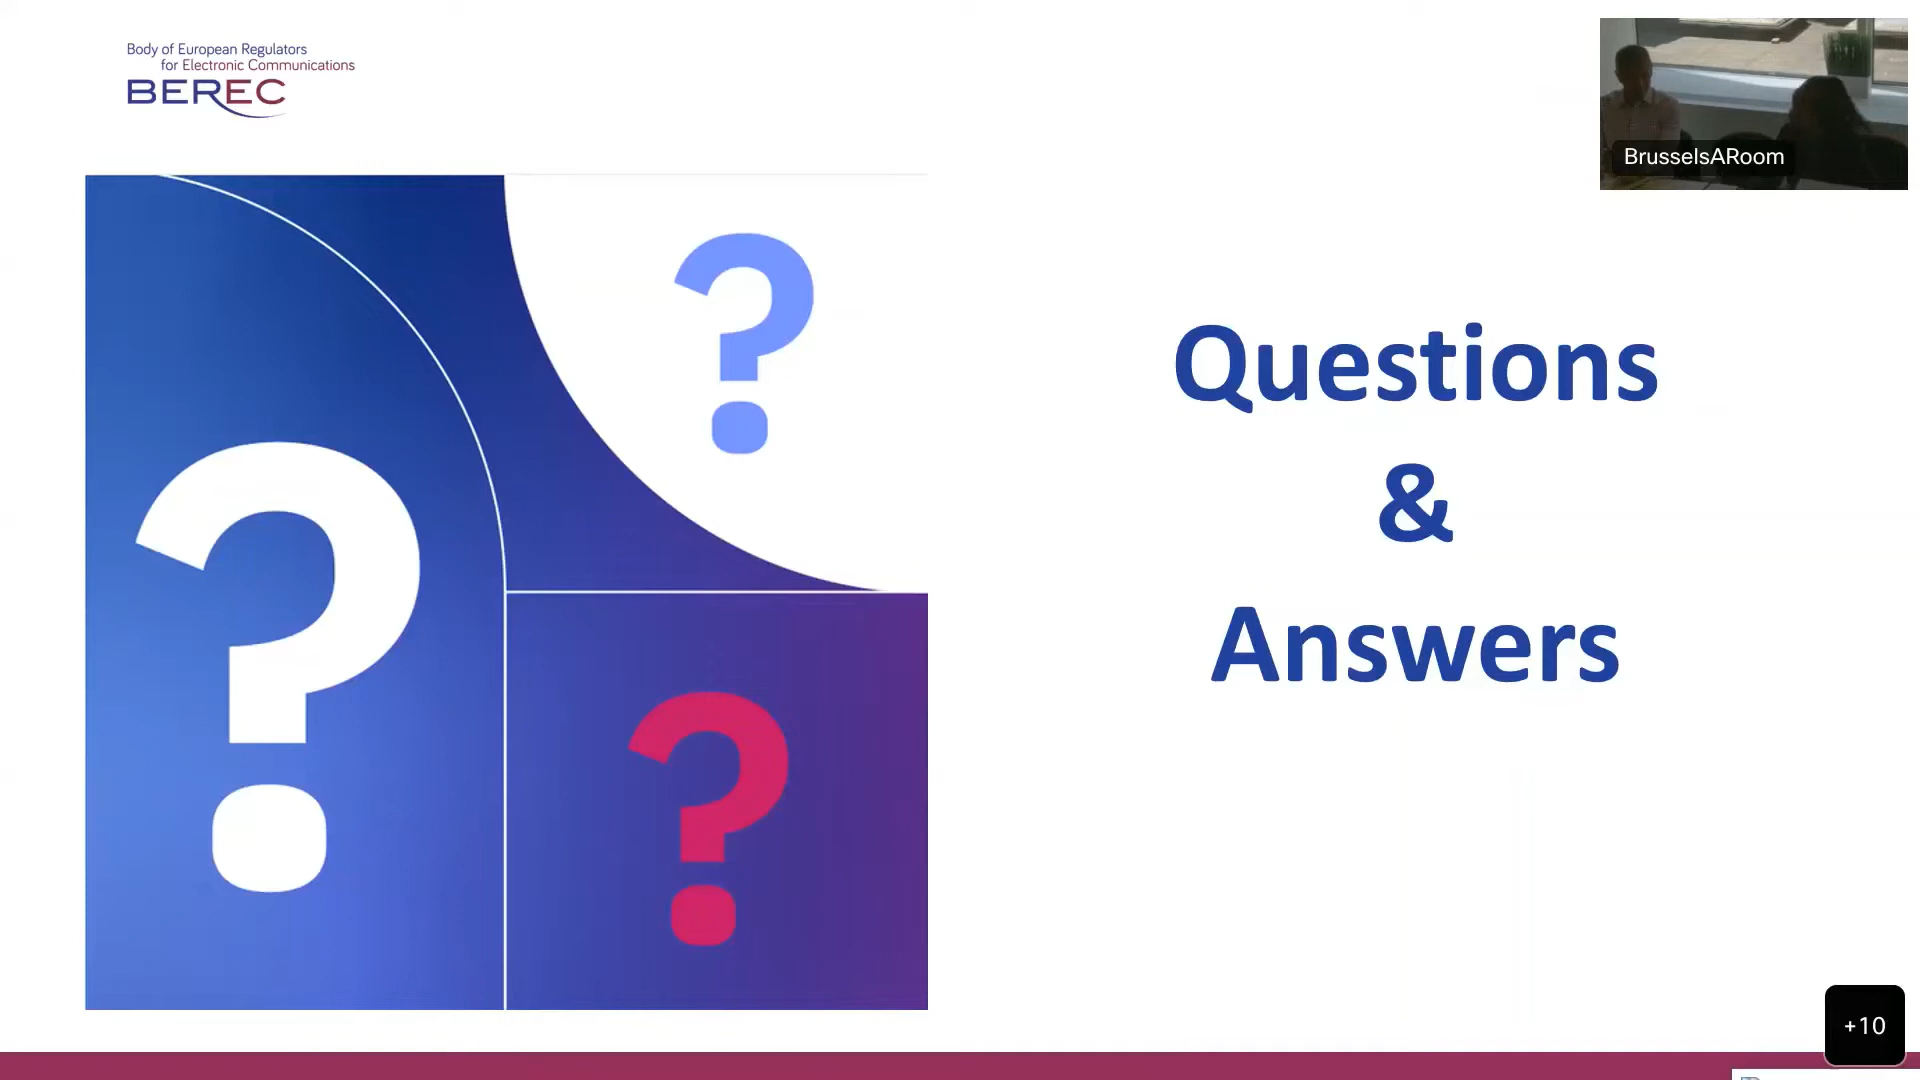 Body of European Regulators
for Electronic Communications
BEREC
BrusselsARoom
?
?
?
Questions
&
Answers
+10